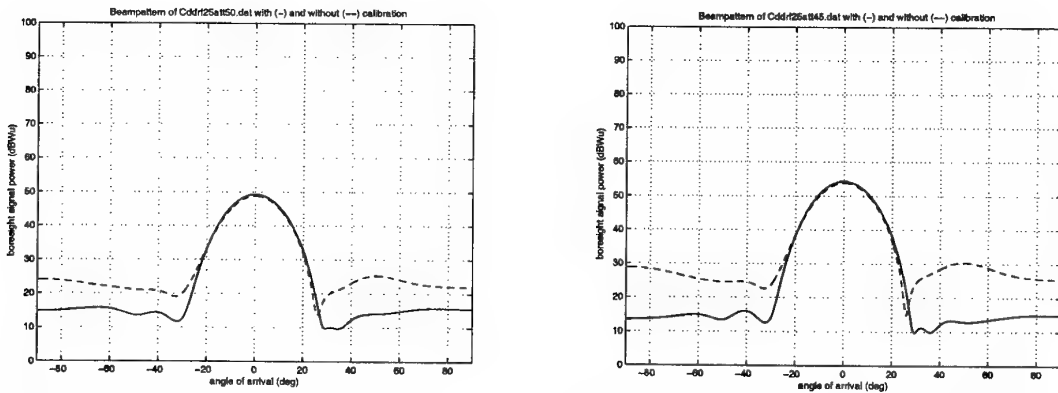 Beampattern of Cddrf25att50.dat with (-) and without (--) calibration
100
90
80
70
60
50
40
30
20
10
0
boresight signal power (dBWu)
-80 -60 -40 -20 0 20 40 60 80
angle of arrival (deg)
Beampattern of Cddrf25att45.dat with (-) and without (--) calibration
100
90
80
70
60
50
40
30
20
10
0
boresight signal power (dBWu)
-80 -60 -40 -20 0 20 40 60 80
angle of arrival (deg)